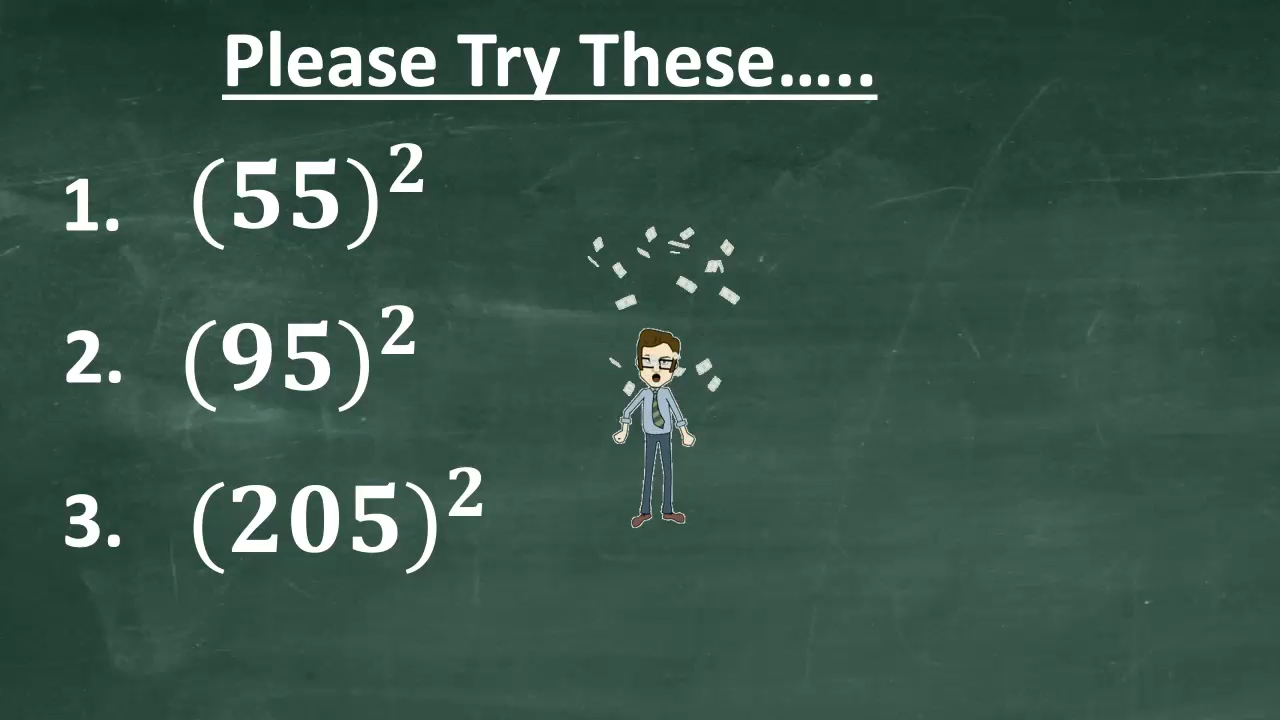 Please Try These.....
1. (55)²
2. (95)²
3. (205)²